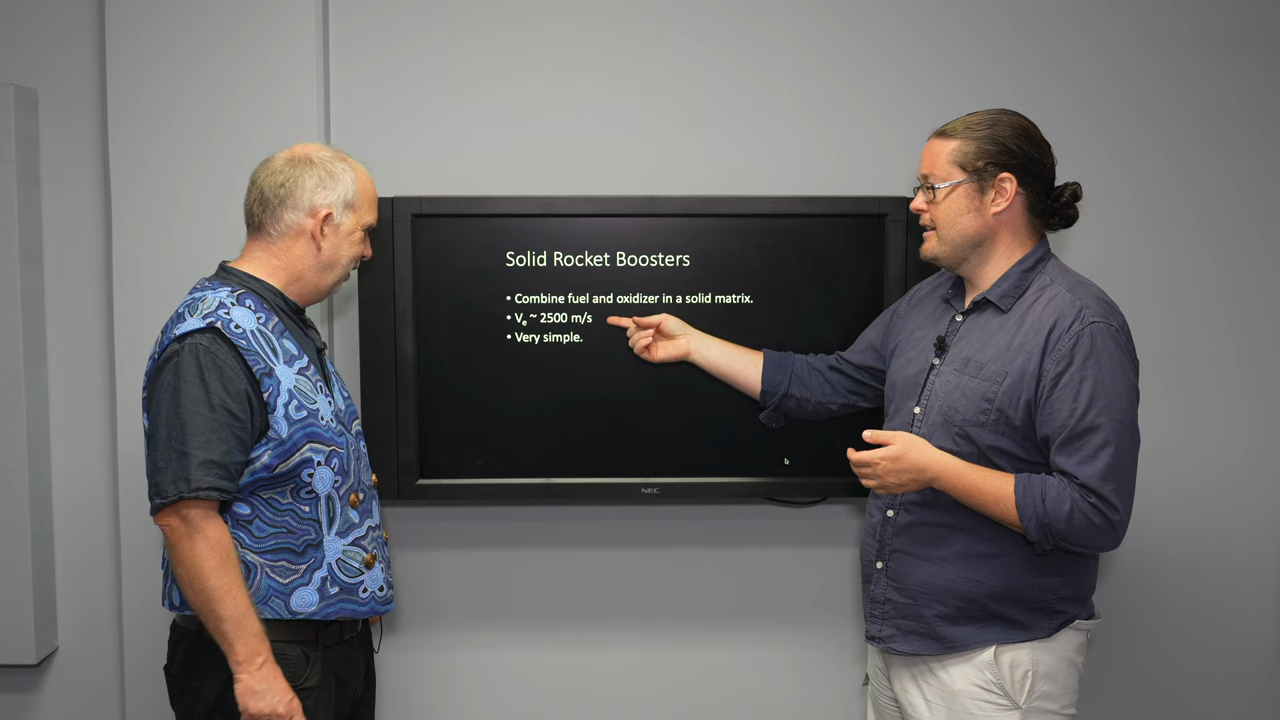 Solid Rocket Boosters
• Combine fuel and oxidizer in a solid matrix.
• Vₑ ~ 2500 m/s
• Very simple.
NEC